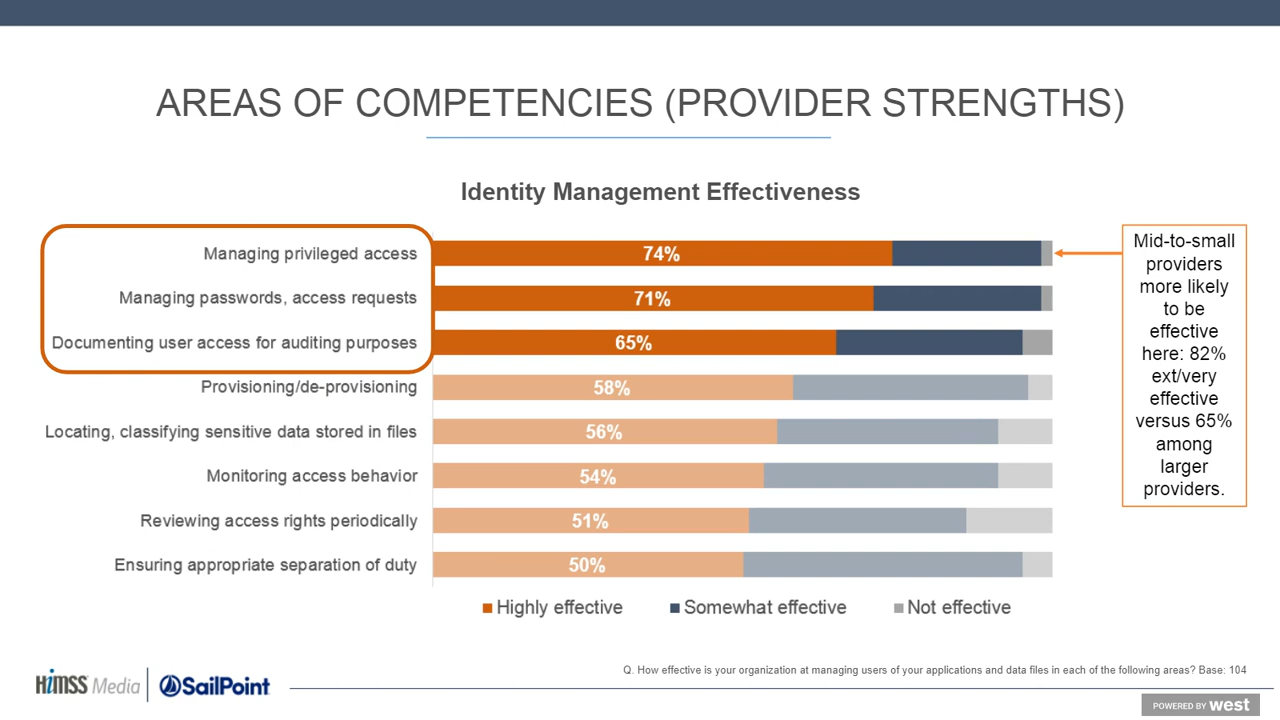 AREAS OF COMPETENCIES (PROVIDER STRENGTHS)
Identity Management Effectiveness
Managing privileged access 74%
Managing passwords, access requests 71%
Documenting user access for auditing purposes 65%
Provisioning/de-provisioning 58%
Locating, classifying sensitive data stored in files 56%
Monitoring access behavior 54%
Reviewing access rights periodically 51%
Ensuring appropriate separation of duty 50%
Highly effective Somewhat effective Not effective
Mid-to-small
providers
more likely
to be
effective
here: 82%
ext/very
effective
versus 65%
among
larger
providers.
Q. How effective is your organization at managing users of your applications and data files in each of the following areas? Base: 104
HiMSS Media SailPoint
POWERED BY west